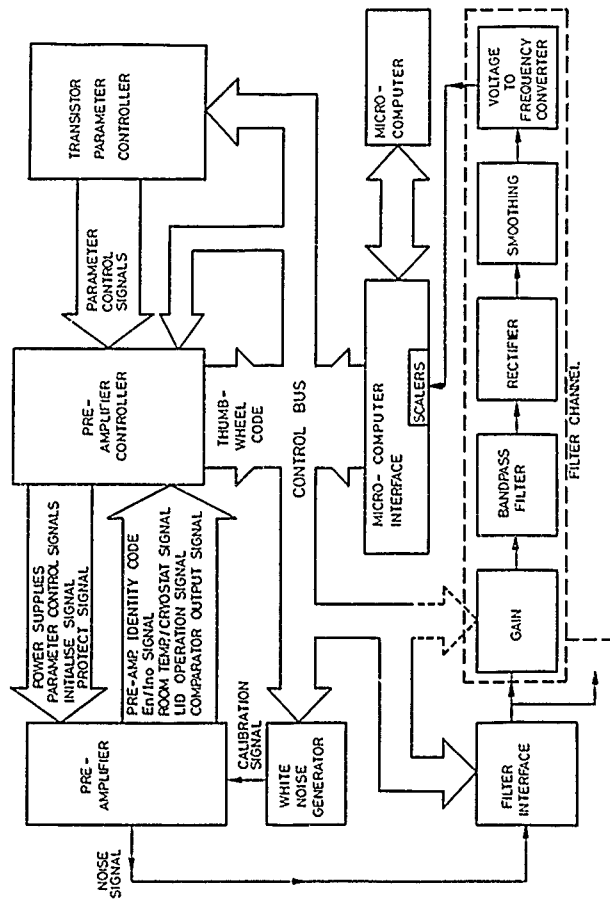 TRANSISTOR
PARAMETER
CONTROLLER
PARAMETER
CONTROL
SIGNALS
PRE-
AMPLIFIER
CONTROLLER
POWER SUPPLIES
PARAMETER CONTROL SIGNALS
INITIALISE SIGNAL
PROTECT SIGNAL
PRE-AMP. IDENTITY CODE
En/Ino SIGNAL
ROOM TEMP./CRYOSTAT SIGNAL
LID OPERATION SIGNAL
COMPARATOR OUTPUT SIGNAL
PRE-
AMPLIFIER
NOISE
SIGNAL
CALIBRATION
SIGNAL
WHITE
NOISE
GENERATOR
THUMB-
WHEEL
CODE
CONTROL BUS
MICRO-
COMPUTER
MICRO-COMPUTER
INTERFACE
SCALERS
FILTER
INTERFACE
GAIN
BANDPASS
FILTER
RECTIFIER
SMOOTHING
VOLTAGE
TO
FREQUENCY
CONVERTER
FILTER CHANNEL